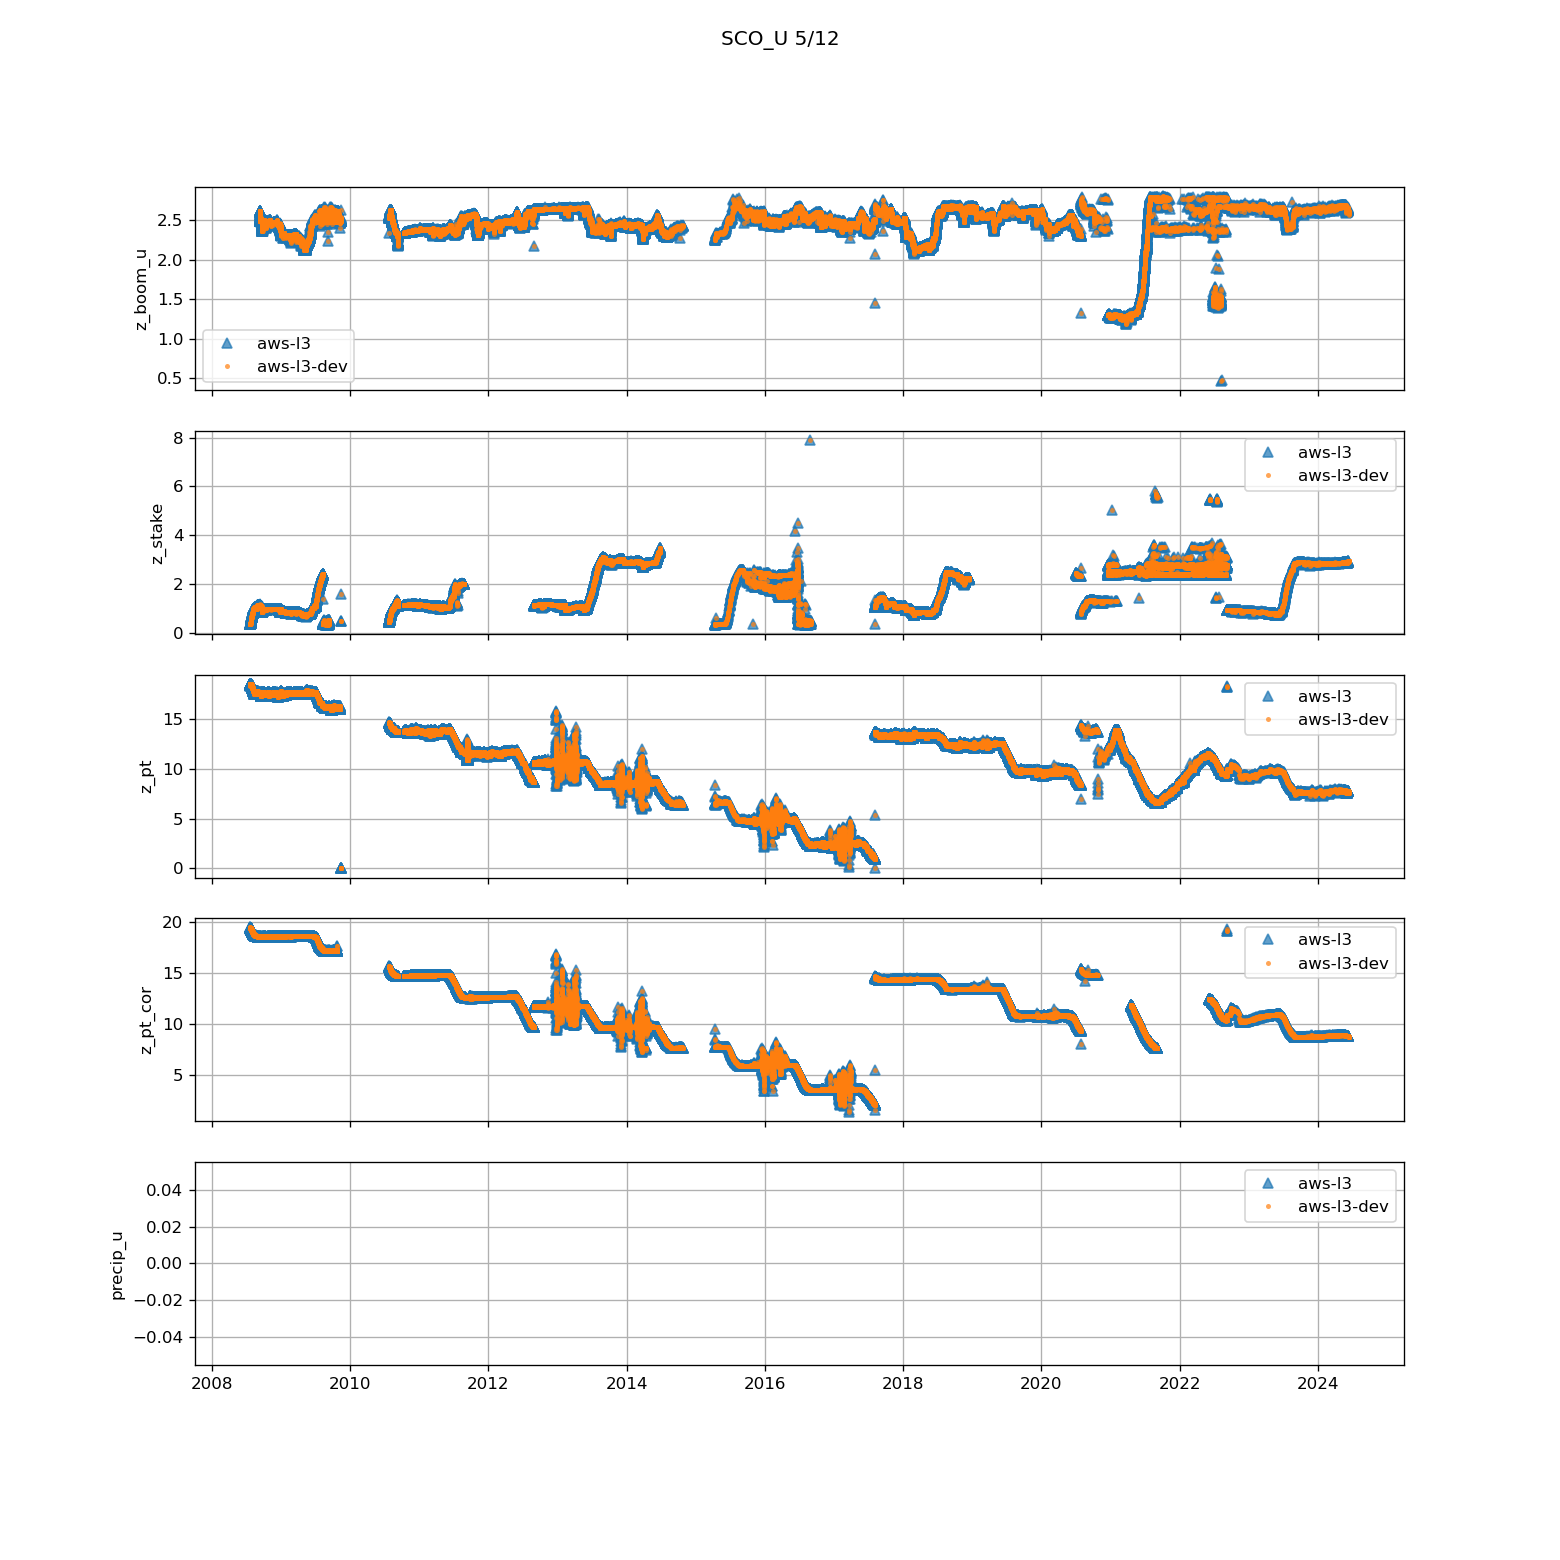 SCO_U 5/12
z_boom_u
2.5
2.0
1.5
1.0
0.5
aws-l3
aws-l3-dev
z_stake
8
6
4
2
0
aws-l3
aws-l3-dev
z_pt
15
10
5
0
aws-l3
aws-l3-dev
z_pt_cor
20
15
10
5
aws-l3
aws-l3-dev
precip_u
0.04
0.02
0.00
−0.02
−0.04
aws-l3
aws-l3-dev
2008 2010 2012 2014 2016 2018 2020 2022 2024